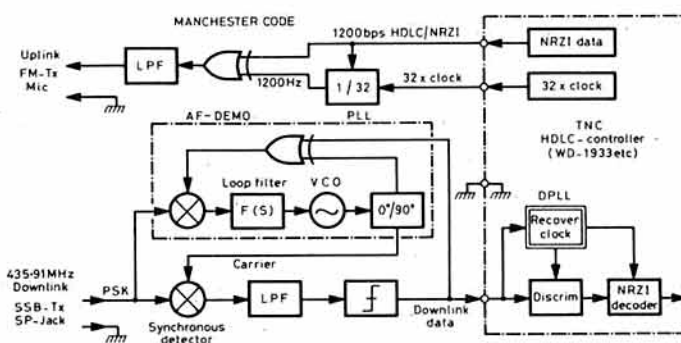 MANCHESTER CODE
1200bps HDLC/NRZI
NRZI data
Uplink
FM-Tx
Mic
LPF
1200Hz
1/32
32x clock
32x clock
TNC
HDLC-controller
(WD-1933etc)
AF-DEMO
PLL
Loop filter
VCO
F(S)
0°/90°
DPLL
Recover
clock
435·91MHz
Downlink
SSB-Tx
SP-Jack
PSK
Carrier
LPF
Synchronous
detector
Downlink
data
Discrim
NRZI
decoder